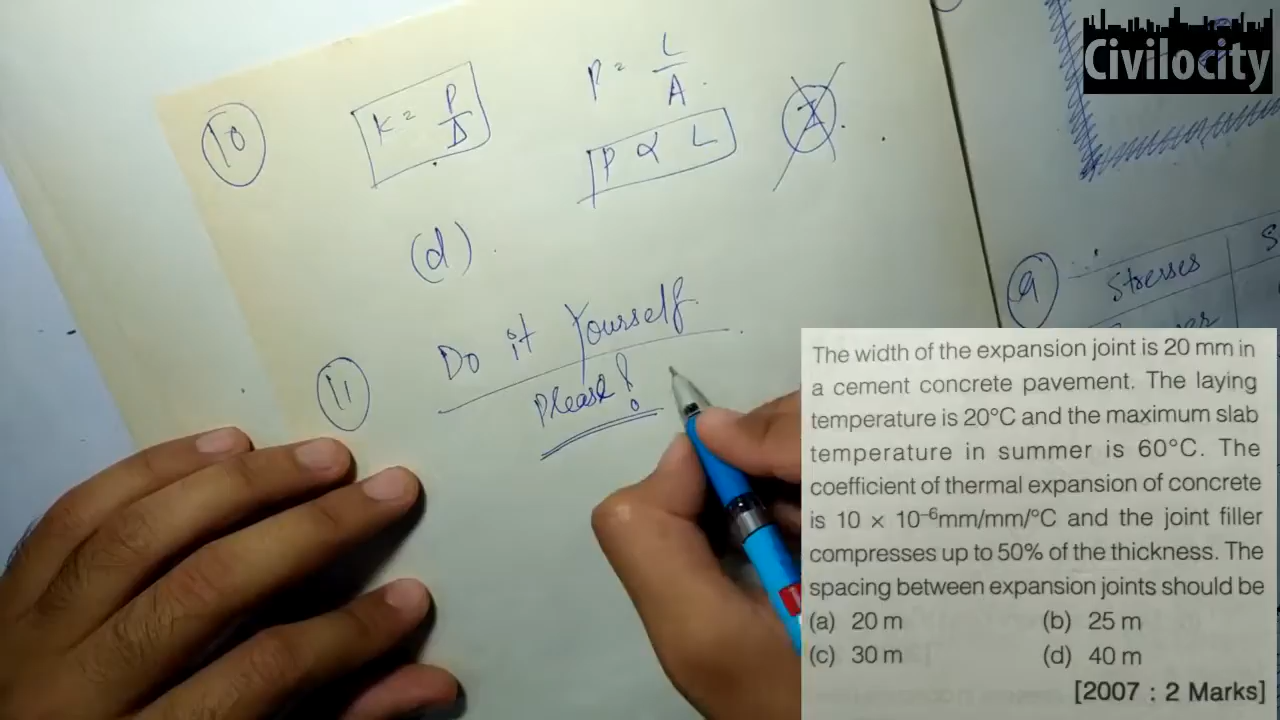 Civilocity
10
K = P/Δ
P = L/A
P ∝ L
I
(d)
9
Stresses
S
11
Do it Yourself
Please!
The width of the expansion joint is 20 mm in
a cement concrete pavement. The laying
temperature is 20°C and the maximum slab
temperature in summer is 60°C. The
coefficient of thermal expansion of concrete
is 10 × 10⁻⁶mm/mm/°C and the joint filler
compresses up to 50% of the thickness. The
spacing between expansion joints should be
(a) 20 m (b) 25 m
(c) 30 m (d) 40 m
[2007 : 2 Marks]